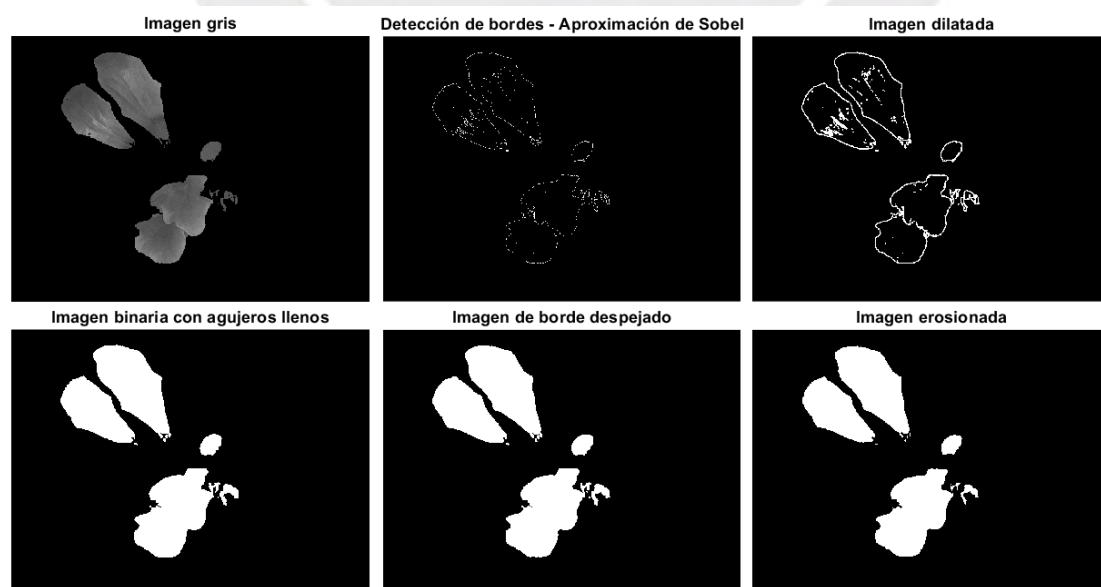 Imagen gris
Detección de bordes - Aproximación de Sobel
Imagen dilatada
Imagen binaria con agujeros llenos
Imagen de borde despejado
Imagen erosionada